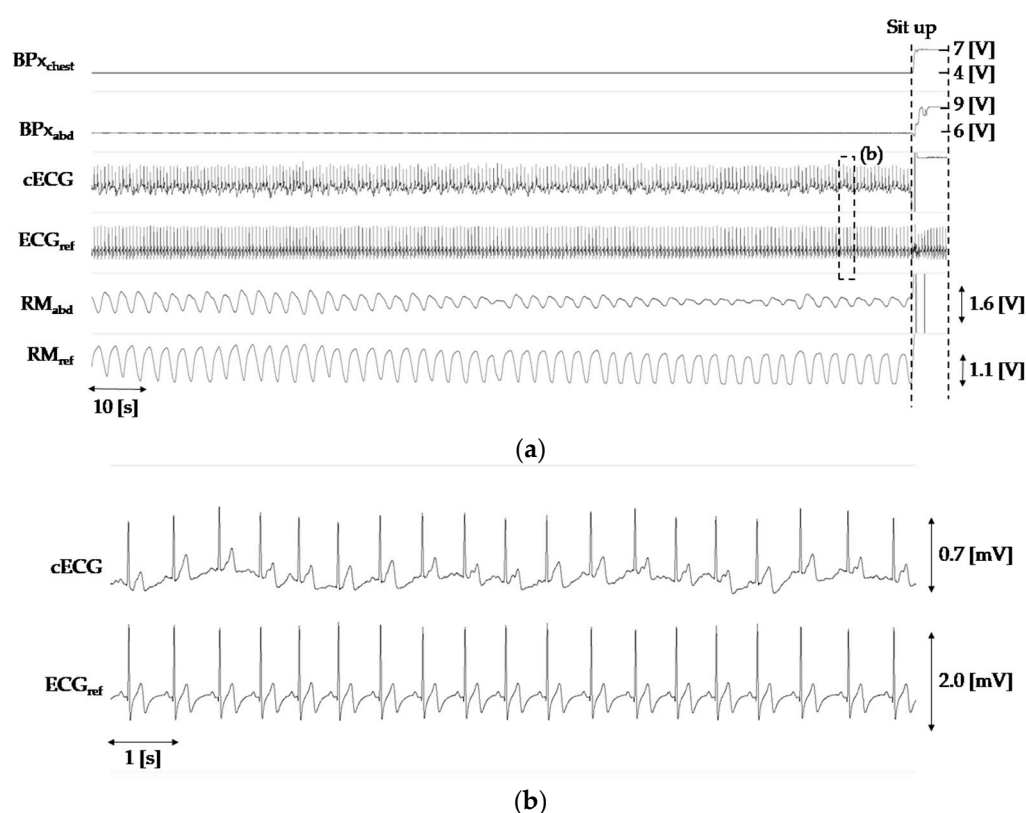 Sit up
BPx_chest
7 [V]
4 [V]
BPx_abd
9 [V]
6 [V]
cECG
(b)
ECG_ref
RM_abd
1.6 [V]
RM_ref
1.1 [V]
10 [s]
(a)
cECG
0.7 [mV]
ECG_ref
2.0 [mV]
1 [s]
(b)